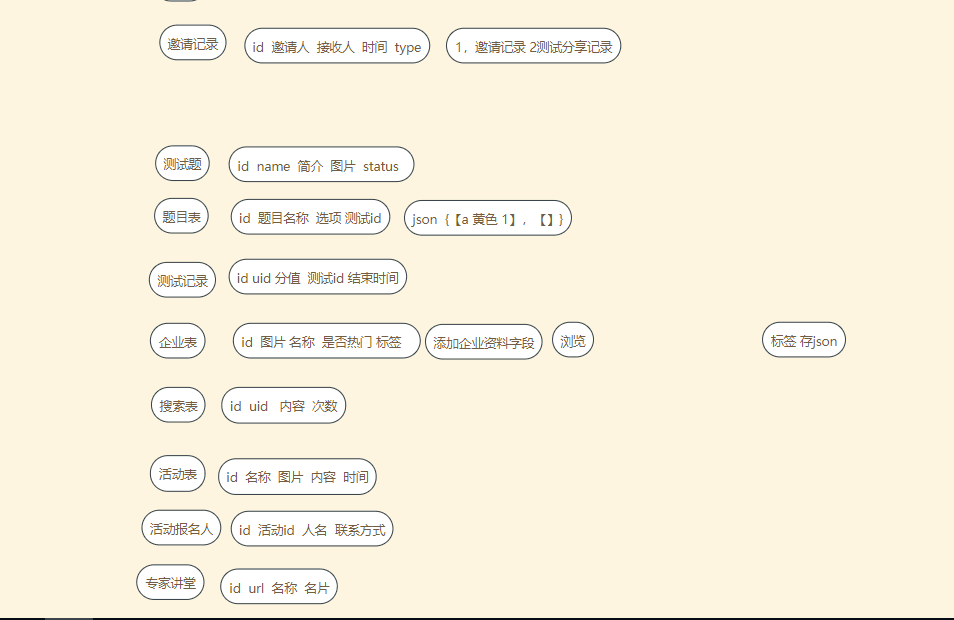 邀请记录 id 邀请人 接收人 时间 type 1，邀请记录 2测试分享记录
测试题 id name 简介 图片 status
题目表 id 题目名称 选项 测试id json {【a 黄色 1】，【】}
测试记录 id uid 分值 测试id 结束时间
企业表 id 图片 名称 是否热门 标签 添加企业资料字段 浏览 标签 存json
搜索表 id uid 内容 次数
活动表 id 名称 图片 内容 时间
活动报名人 id 活动id 人名 联系方式
专家讲堂 id url 名称 名片